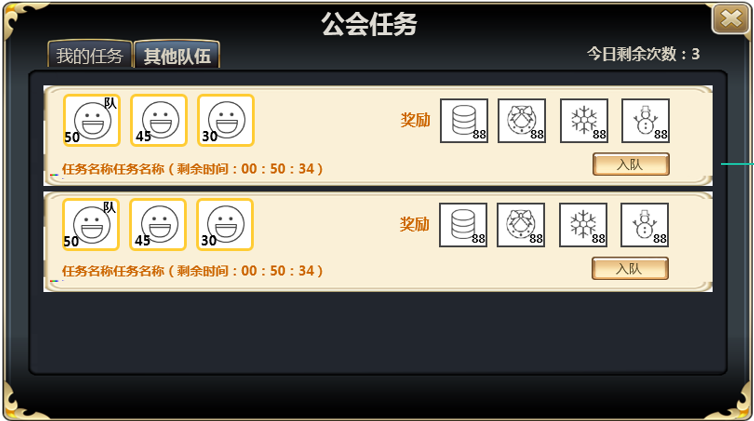 公会任务
我的任务 其他队伍 今日剩余次数：3
队
50 45 30 奖励 88 88 88 88
任务名称任务名称（剩余时间：00：50：34） 入队
队
50 45 30 奖励 88 88 88 88
任务名称任务名称（剩余时间：00：50：34） 入队